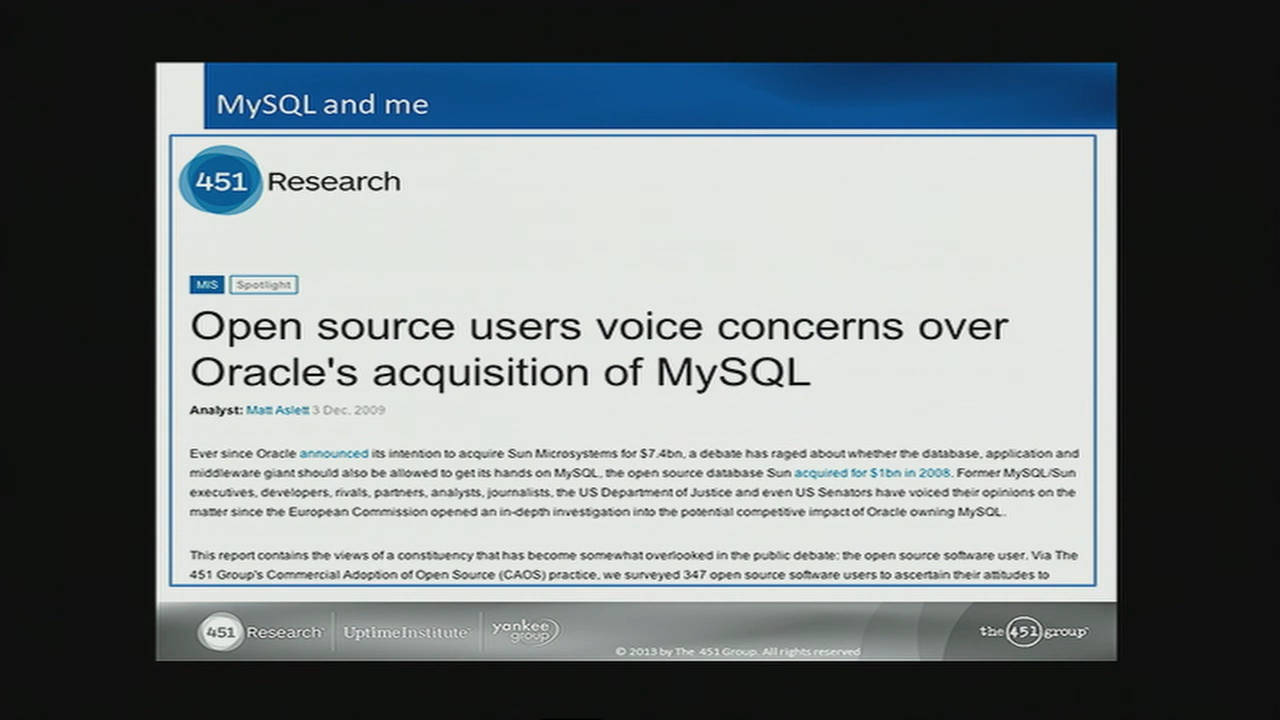 MySQL and me
451 Research
MIS Spotlight
Open source users voice concerns over
Oracle's acquisition of MySQL
Analyst: Matt Aslett 3 Dec, 2009
Ever since Oracle announced its intention to acquire Sun Microsystems for $7.4bn, a debate has raged about whether the database, application and
middleware giant should also be allowed to get its hands on MySQL, the open source database Sun acquired for $1bn in 2008. Former MySQL/Sun
executives, developers, rivals, partners, analysts, journalists, the US Department of Justice and even US Senators have voiced their opinions on the
matter since the European Commission opened an in-depth investigation into the potential competitive impact of Oracle owning MySQL.
This report contains the views of a constituency that has become somewhat overlooked in the public debate: the open source software user. Via The
451 Group's Commercial Adoption of Open Source (CAOS) practice, we surveyed 347 open source software users to ascertain their attitudes to
451 Research UptimeInstitute yankee group the 451 group
© 2013 by The 451 Group. All rights reserved